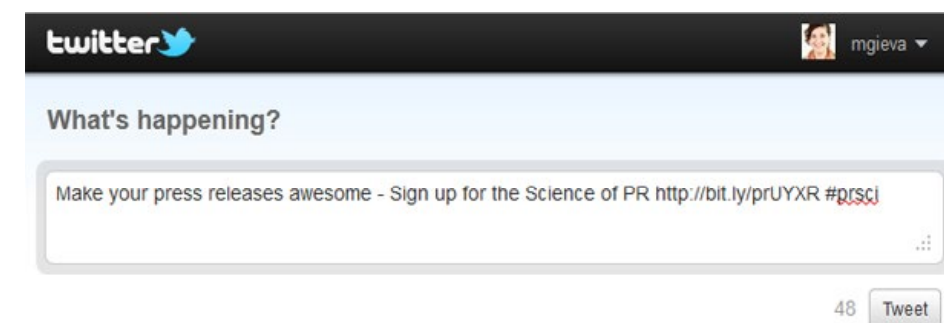 twitter
mgieva
What's happening?
Make your press releases awesome - Sign up for the Science of PR http://bit.ly/prUYXR #prsci
48
Tweet